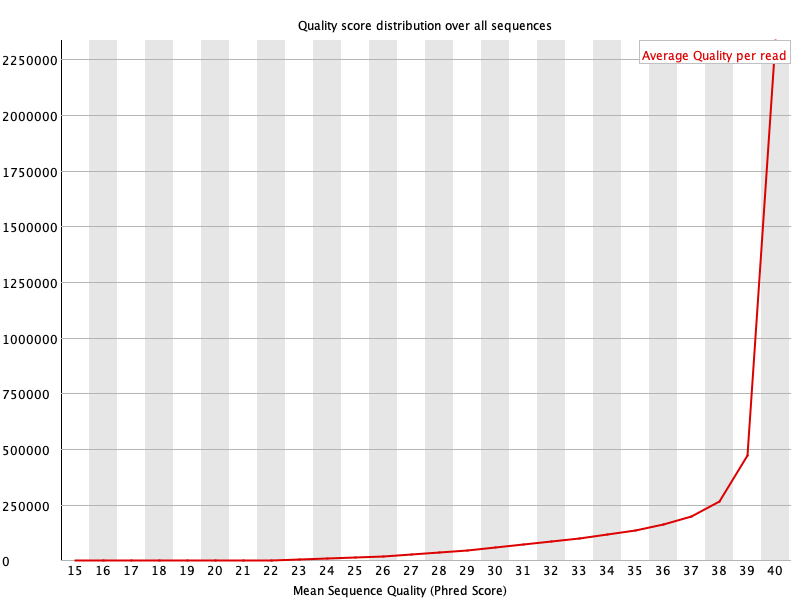 Quality score distribution over all sequences
Average Quality per read
2250000
2000000
1750000
1500000
1250000
1000000
750000
500000
250000
0
15 16 17 18 19 20 21 22 23 24 25 26 27 28 29 30 31 32 33 34 35 36 37 38 39 40
Mean Sequence Quality (Phred Score)